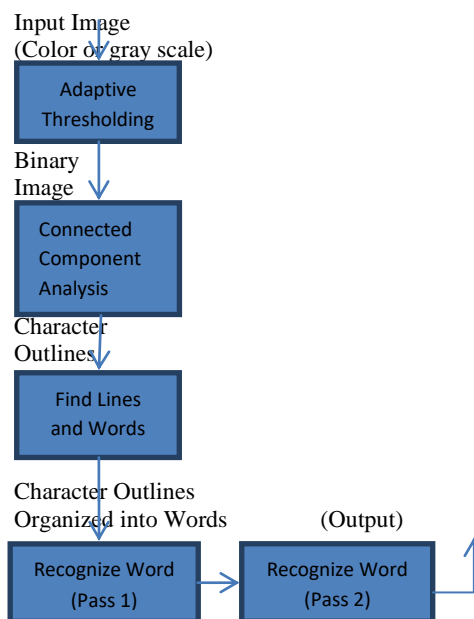 Input Image
(Color or gray scale)
Adaptive
Thresholding
Binary
Image
Connected
Component
Analysis
Character
Outlines
Find Lines
and Words
Character Outlines
Organized into Words
(Output)
Recognize Word
(Pass 1)
Recognize Word
(Pass 2)